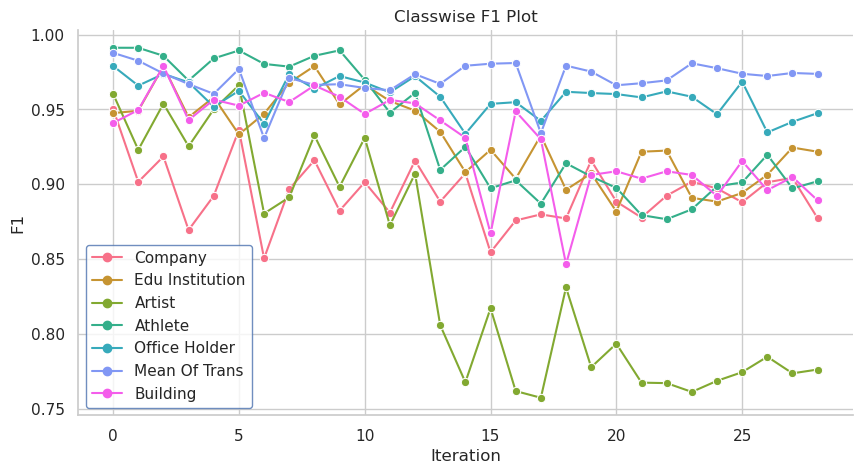 Classwise F1 Plot
1.00
0.95
0.90
0.85
0.80
0.75
F1
Company
Edu Institution
Artist
Athlete
Office Holder
Mean Of Trans
Building
0 5 10 15 20 25
Iteration